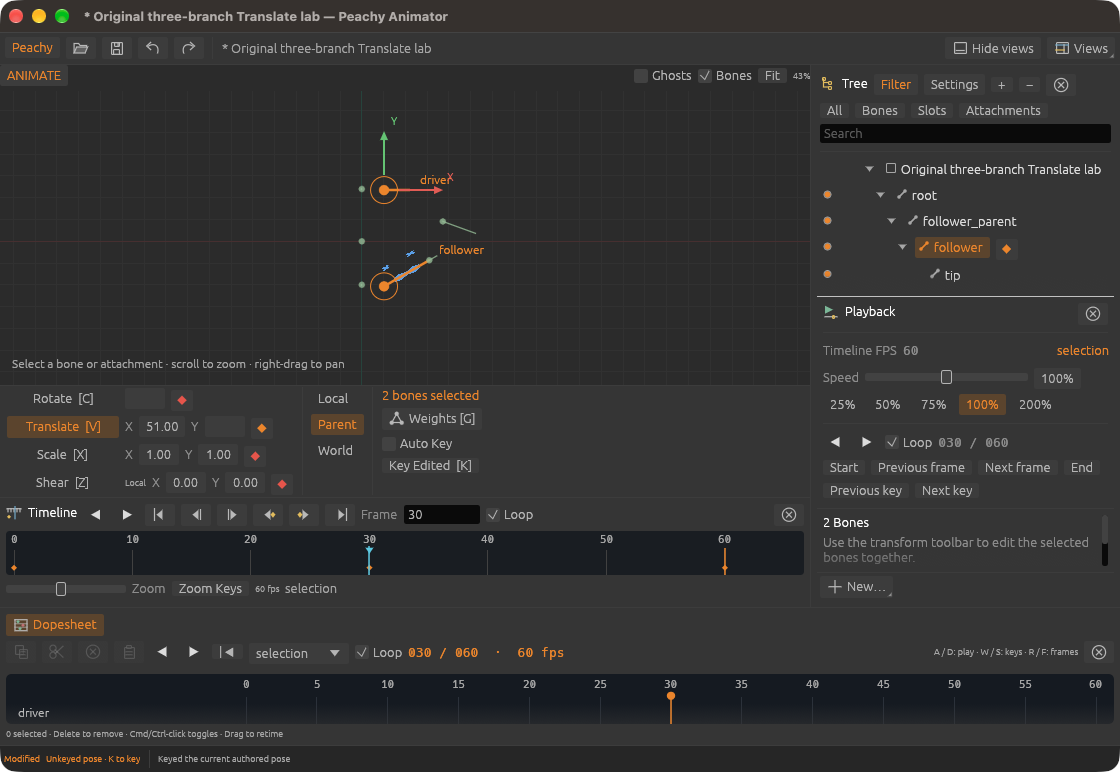 * Original three-branch Translate lab — Peachy Animator
Peachy * Original three-branch Translate lab Hide views Views
ANIMATE Ghosts Bones Fit 43%
Y
driver X
follower
Select a bone or attachment · scroll to zoom · right-drag to pan
Tree Filter Settings + −
All Bones Slots Attachments
Search
Original three-branch Translate lab
root
follower_parent
follower
tip
Playback
Timeline FPS 60 selection
Speed 100%
25% 50% 75% 100% 200%
Loop 030 / 060
Start Previous frame Next frame End
Previous key Next key
2 Bones
Use the transform toolbar to edit the selected
bones together.
+ New...
Rotate [C]
Translate [V] X 51.00 Y
Scale [X] X 1.00 Y 1.00
Shear [Z] Local X 0.00 Y 0.00
Local
Parent
World
2 bones selected
Weights [G]
Auto Key
Key Edited [K]
Timeline Frame 30 Loop
0 10 20 30 40 50 60
Zoom Zoom Keys 60 fps selection
Dopesheet
selection Loop 030 / 060 · 60 fps A / D: play · W / S: keys · R / F: frames
0 5 10 15 20 25 30 35 40 45 50 55 60
driver
0 selected · Delete to remove · Cmd/Ctrl-click toggles · Drag to retime
Modified Unkeyed pose · K to key Keyed the current authored pose